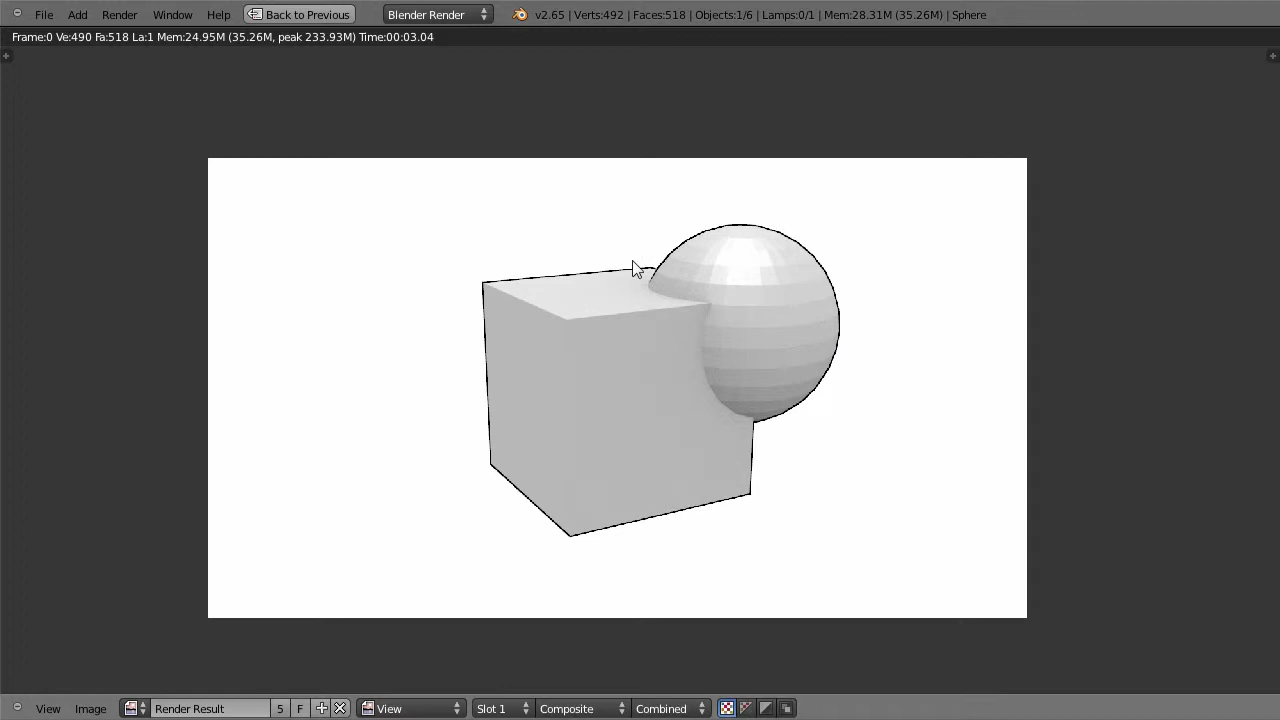 File Add Render Window Help Back to Previous Blender Render v2.65 | Verts:492 | Faces:518 | Objects:1/6 | Lamps:0/1 | Mem:28.31M (35.26M) | Sphere
Frame:0 Ve:490 Fa:518 La:1 Mem:24.95M (35.26M, peak 233.93M) Time:00:03.04
View Image Render Result 5 F View Slot 1 Composite Combined